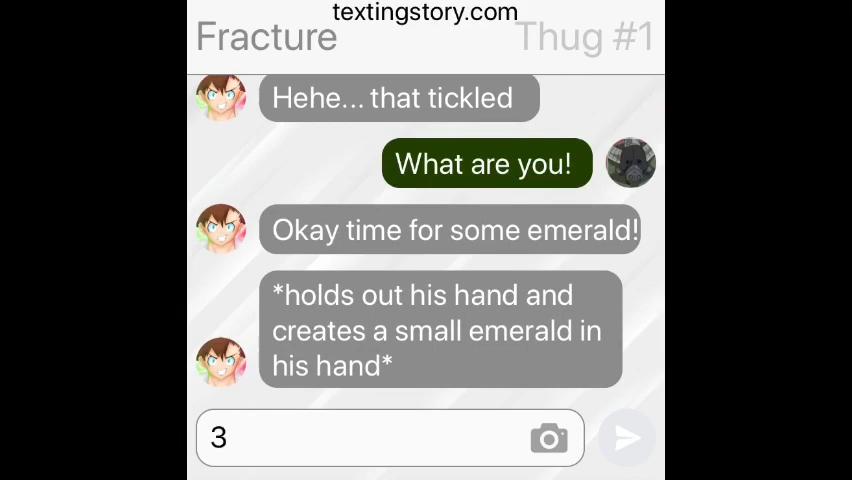 textingstory.com
Fracture
Thug #1
Hehe... that tickled
What are you!
Okay time for some emerald!
*holds out his hand and
creates a small emerald in
his hand*
3